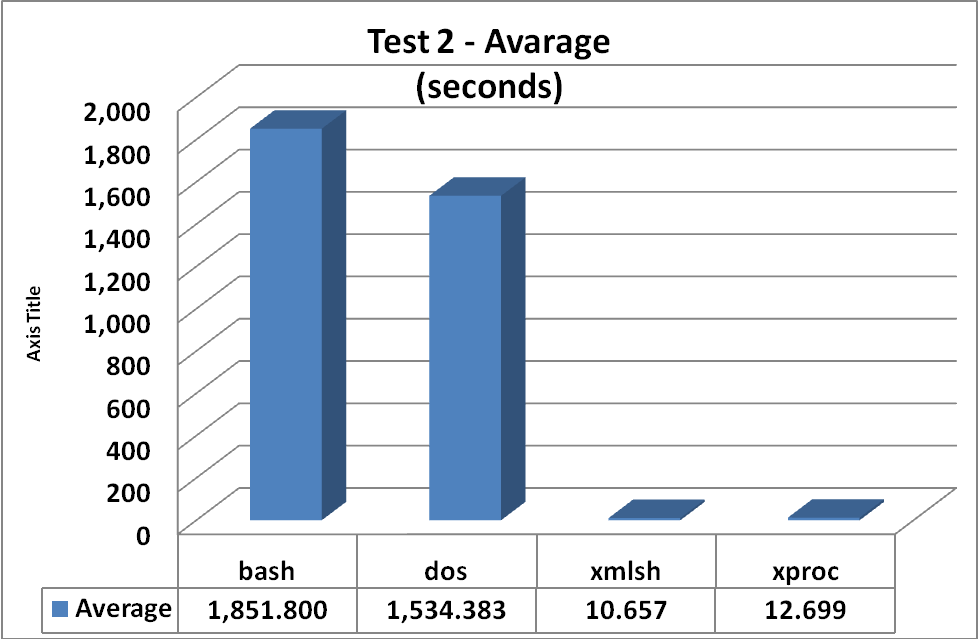 Test 2 - Avarage
(seconds)
2,000
1,800
1,600
1,400
1,200
1,000
800
600
400
200
0
Axis Title
bash dos xmlsh xproc
Average 1,851.800 1,534.383 10.657 12.699